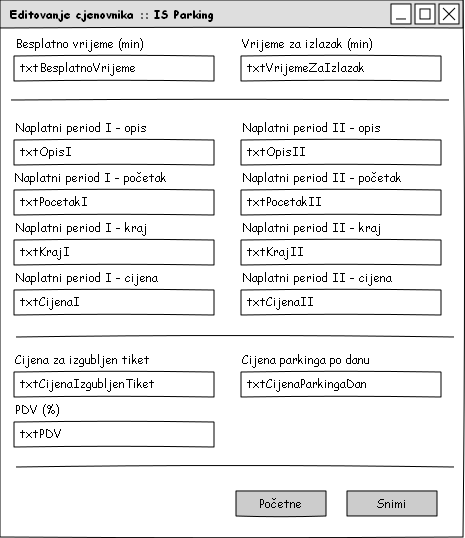 Editovanje cjenovnika :: IS Parking
Besplatno vrijeme (min)
Vrijeme za izlazak (min)
txtBesplatnoVrijeme
txtVrijemeZaIzlazak
Naplatni period I - opis
Naplatni period II - opis
txtOpisI
txtOpisII
Naplatni period I - početak
Naplatni period II - početak
txtPocetakI
txtPocetakII
Naplatni period I - kraj
Naplatni period II - kraj
txtKrajI
txtKrajII
Naplatni period I - cijena
Naplatni period II - cijena
txtCijenaI
txtCijenaII
Cijena za izgubljen tiket
Cijena parkinga po danu
txtCijenaIzgubljenTiket
txtCijenaParkingaDan
PDV (%)
txtPDV
Početne
Snimi